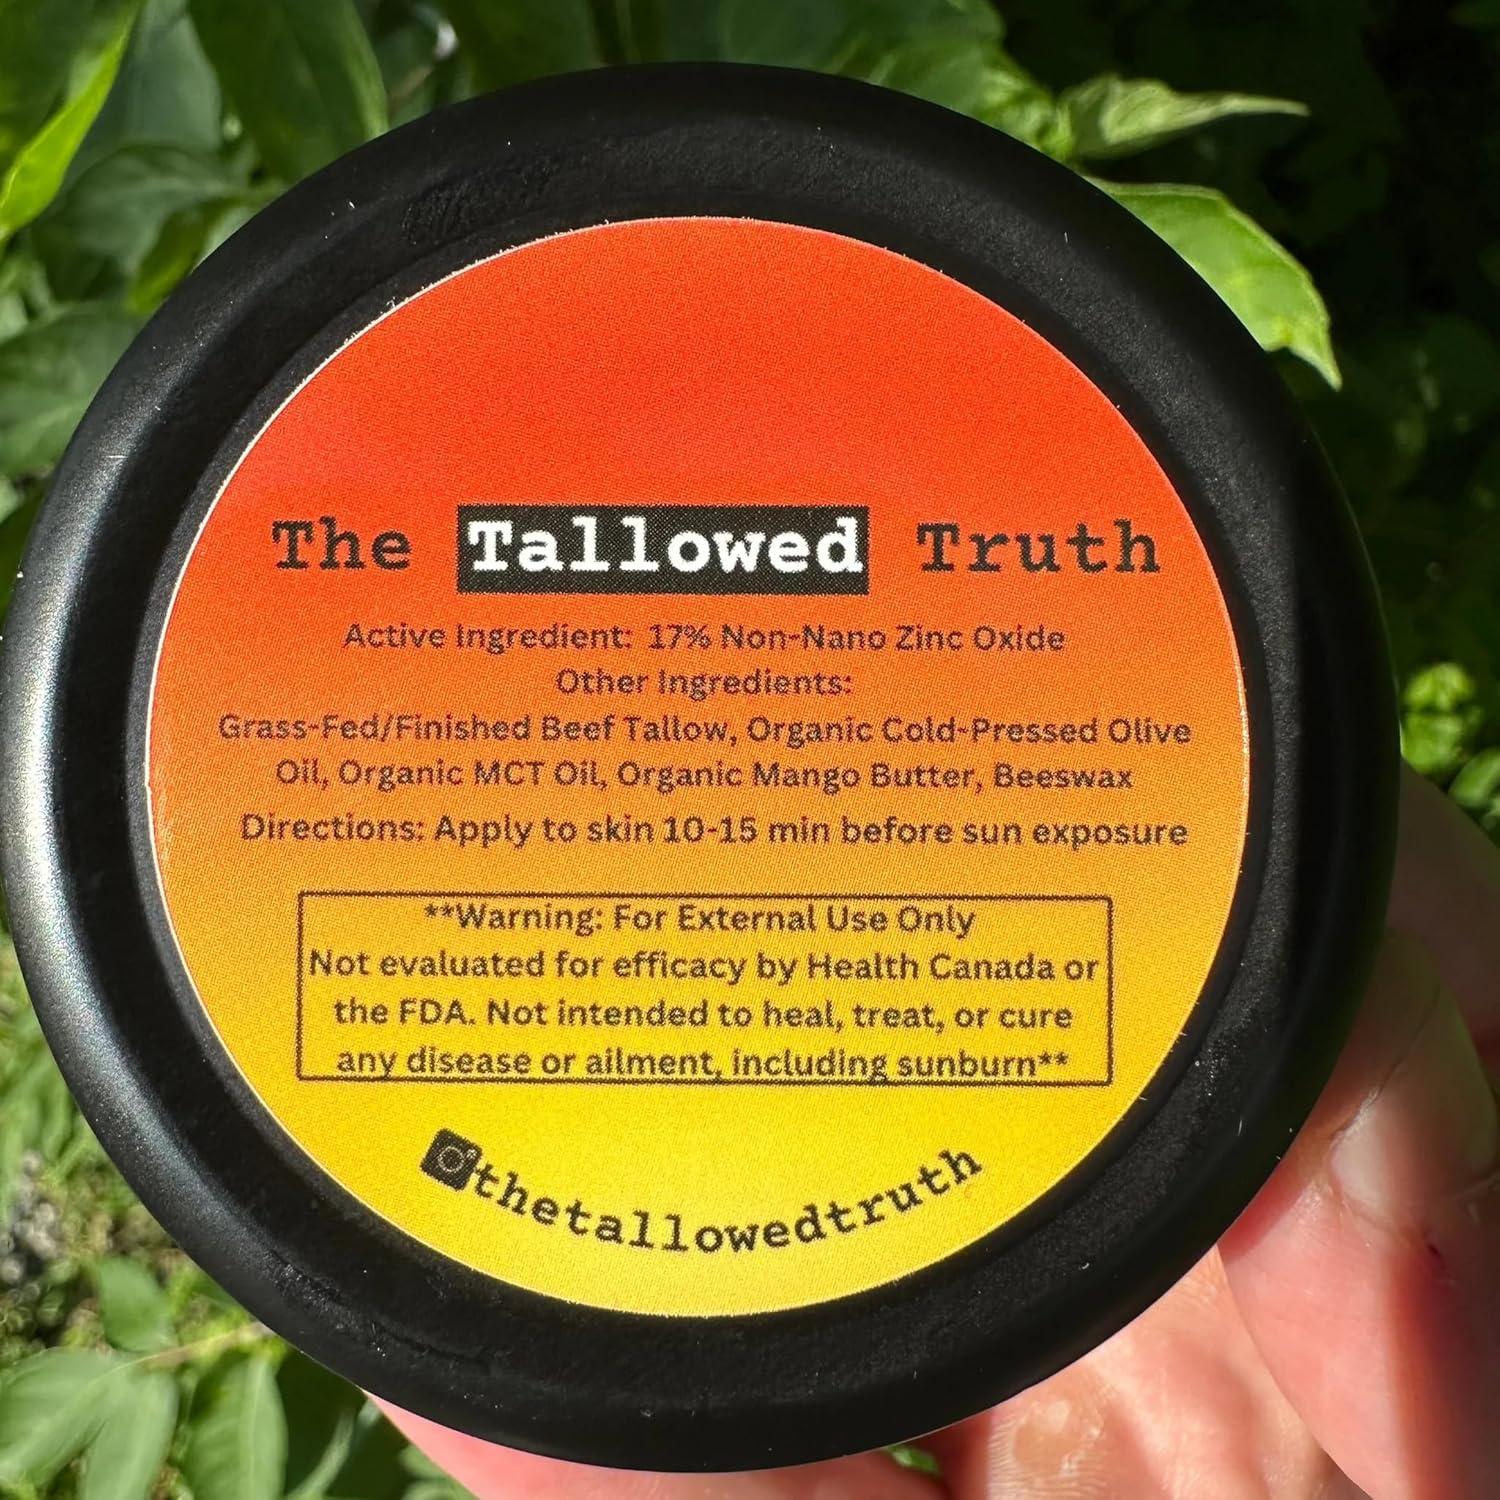 The Tallowed Truth
Active Ingredient: 17% Non-Nano Zinc Oxide
Other Ingredients:
Grass-Fed/Finished Beef Tallow, Organic Cold-Pressed Olive
Oil, Organic MCT Oil, Organic Mango Butter, Beeswax
Directions: Apply to skin 10-15 min before sun exposure
**Warning: For External Use Only
Not evaluated for efficacy by Health Canada or
the FDA. Not intended to heal, treat, or cure
any disease or ailment, including sunburn**
thetallowedtruth